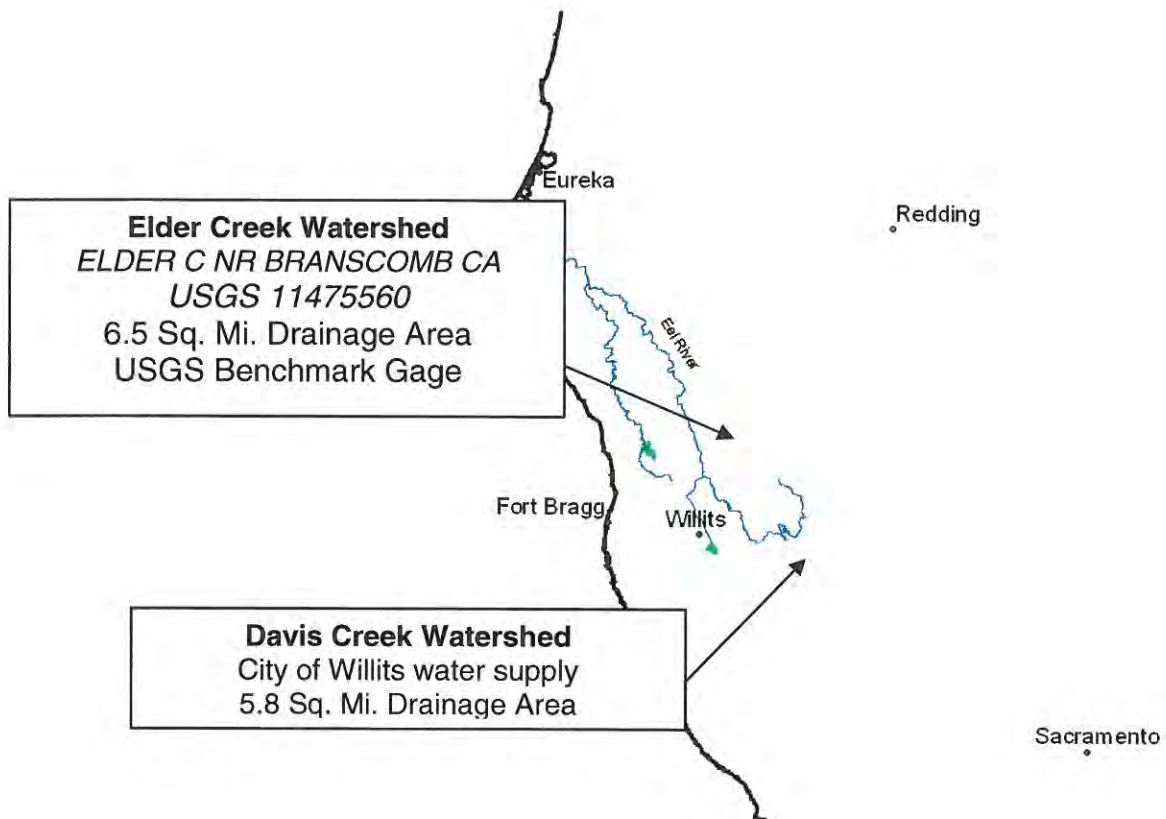 Eureka
Redding
Elder Creek Watershed
ELDER C NR BRANSCOMB CA
USGS 11475560
6.5 Sq. Mi. Drainage Area
USGS Benchmark Gage
Eel River
Fort Bragg
Willits
Davis Creek Watershed
City of Willits water supply
5.8 Sq. Mi. Drainage Area
Sacramento